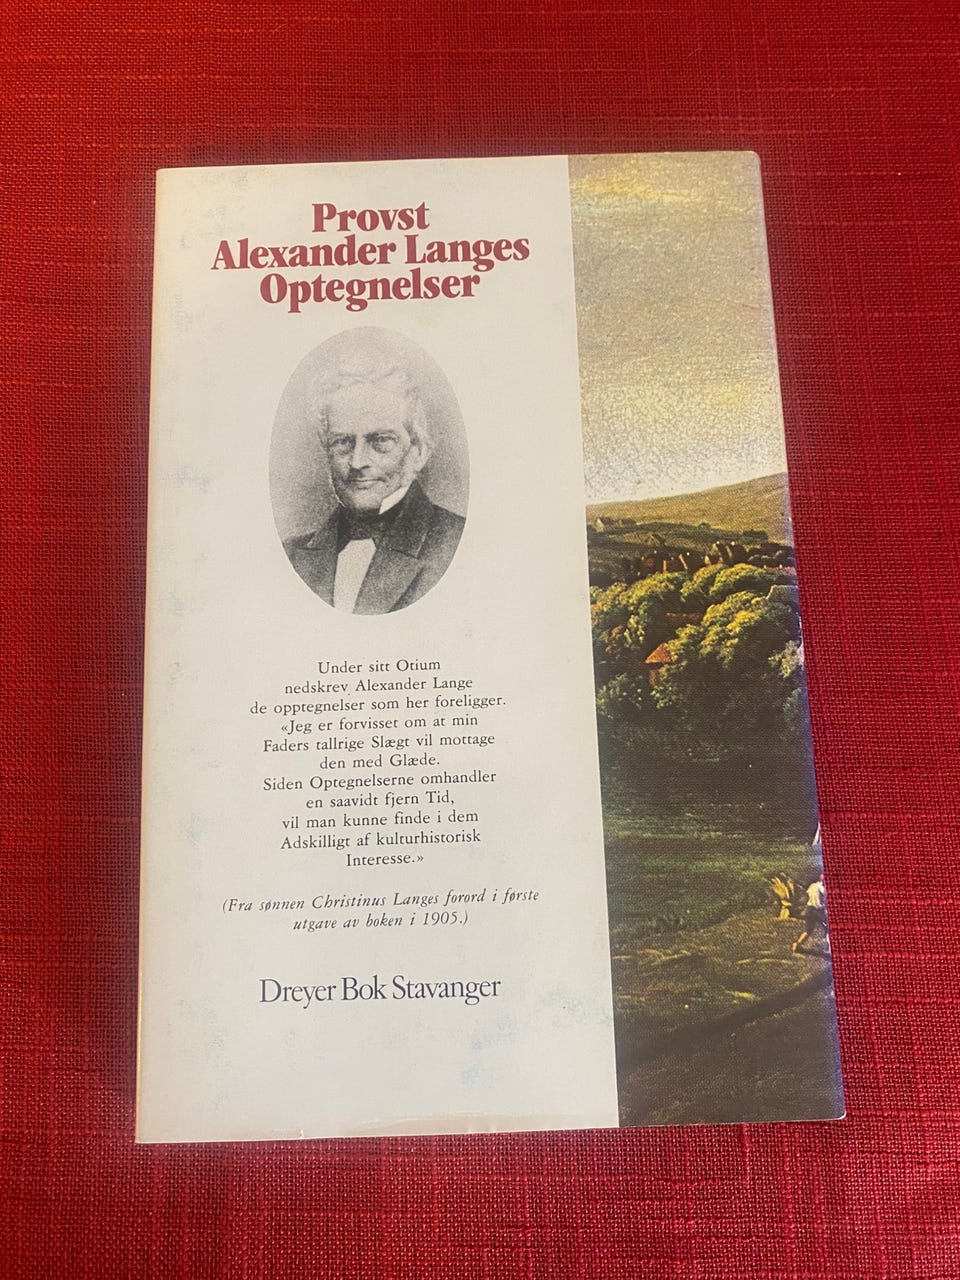 Provst
Alexander Langes
Optegnelser
Under sitt Otium
nedskrev Alexander Lange
de opptegnelser som her foreligger.
«Jeg er forvisset om at min
Faders tallrige Slægt vil mottage
den med Glæde.
Siden Optegnelserne omhandler
en saavidt fjern Tid,
vil man kunne finde i dem
Adskilligt af kulturhistorisk
Interesse.»
(Fra sønnen Christinus Langes forord i første
utgave av boken i 1905.)
Dreyer Bok Stavanger